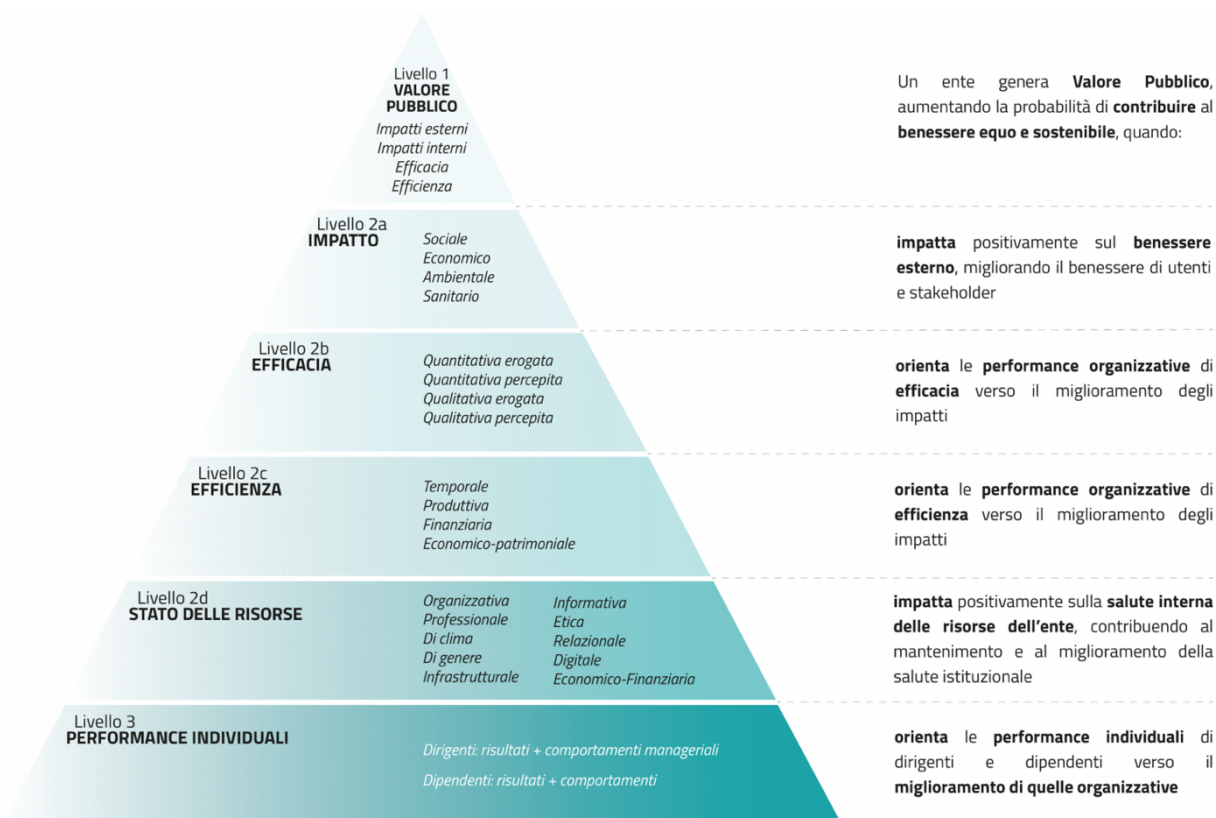 Livello 1
VALORE
PUBBLICO
Impatti esterni
Impatti interni
Efficacia
Efficienza
Un ente genera Valore Pubblico,
aumentando la probabilità di contribuire al
benessere equo e sostenibile, quando:
Livello 2a
IMPATTO
Sociale
Economico
Ambientale
Sanitario
impatta positivamente sul benessere
esterno, migliorando il benessere di utenti
e stakeholder
Livello 2b
EFFICACIA
Quantitativa erogata
Quantitativa percepita
Qualitativa erogata
Qualitativa percepita
orienta le performance organizzative di
efficacia verso il miglioramento degli
impatti
Livello 2c
EFFICIENZA
Temporale
Produttiva
Finanziaria
Economico-patrimoniale
orienta le performance organizzative di
efficienza verso il miglioramento degli
impatti
Livello 2d
STATO DELLE RISORSE
Organizzativa
Professionale
Di clima
Di genere
Infrastrutturale
Informativa
Etica
Relazionale
Digitale
Economico-Finanziaria
impatta positivamente sulla salute interna
delle risorse dell'ente, contribuendo al
mantenimento e al miglioramento della
salute istituzionale
Livello 3
PERFORMANCE INDIVIDUALI
Dirigenti: risultati + comportamenti manageriali
Dipendenti: risultati + comportamenti
orienta le performance individuali di
dirigenti e dipendenti verso il
miglioramento di quelle organizzative